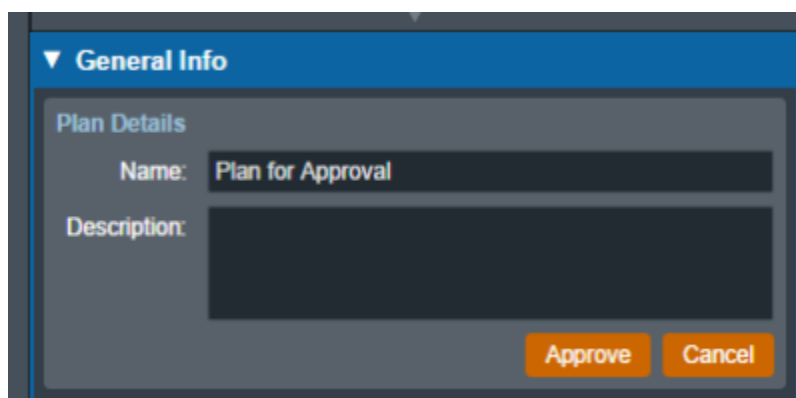 ▼ General Info
Plan Details
Name: Plan for Approval
Description:
Approve Cancel